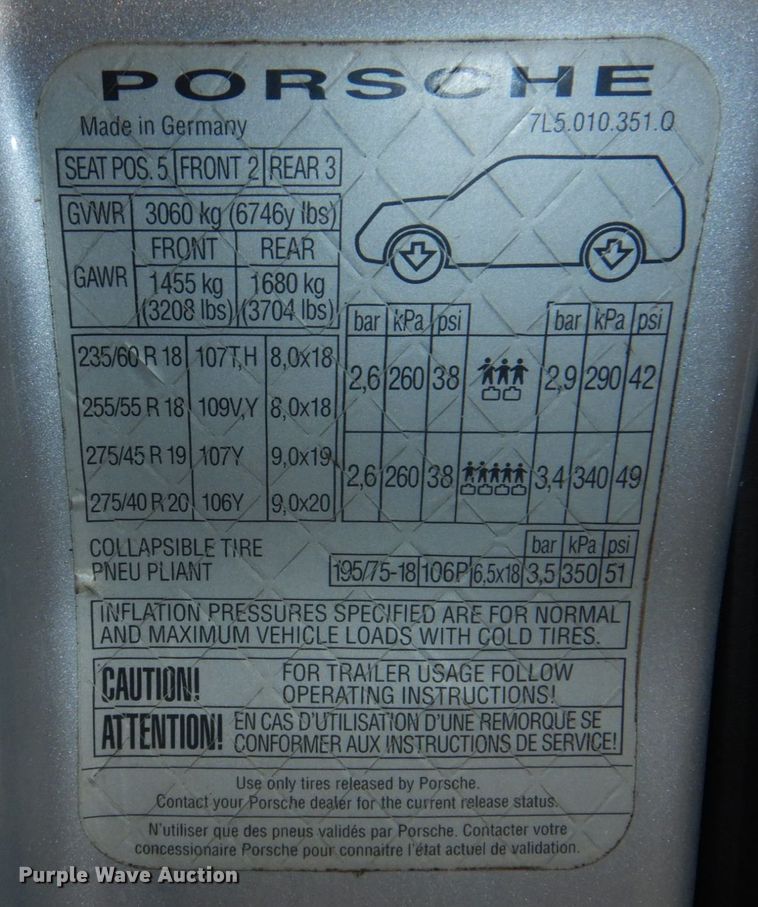 PORSCHE
Made in Germany 7L5.010.351.Q
SEAT POS. 5 FRONT 2 REAR 3
GVWR 3060 kg (6746y lbs)
FRONT REAR
GAWR 1455 kg 1680 kg
(3208 lbs) (3704 lbs)
bar kPa psi bar kPa psi
235/60 R 18 107T,H 8,0x18
2,6 260 38 2,9 290 42
255/55 R 18 109V,Y 8,0x18
275/45 R 19 107Y 9,0x19
2,6 260 38 3,4 340 49
275/40 R 20 106Y 9,0x20
COLLAPSIBLE TIRE bar kPa psi
PNEU PLIANT 195/75-18 106P 6,5x18 3,5 350 51
INFLATION PRESSURES SPECIFIED ARE FOR NORMAL
AND MAXIMUM VEHICLE LOADS WITH COLD TIRES.
CAUTION! FOR TRAILER USAGE FOLLOW
OPERATING INSTRUCTIONS!
ATTENTION! EN CAS D'UTILISATION D'UNE REMORQUE SE
CONFORMER AUX INSTRUCTIONS DE SERVICE!
Use only tires released by Porsche.
Contact your Porsche dealer for the current release status.
N'utiliser que des pneus validés par Porsche. Contacter votre
concessionaire Porsche pour connaitre l'état actuel de validation.
Purple Wave Auction